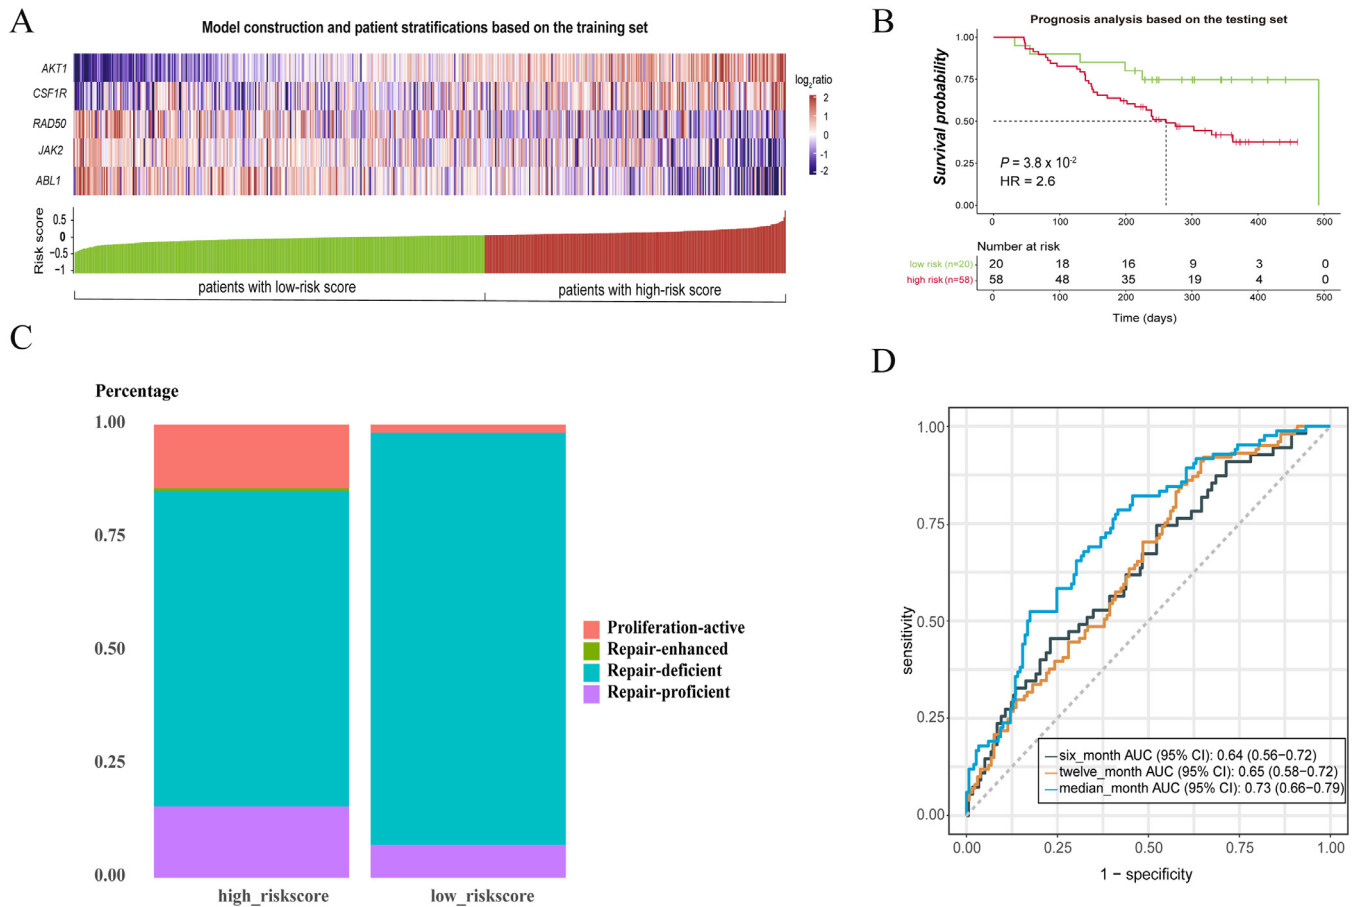 A
Model construction and patient stratifications based on the training set
AKT1
CSF1R
RAD50
JAK2
ABL1
log2ratio
2
1
0
-1
-2
Risk score
0.5
0
−0.5
−1
patients with low-risk score
patients with high-risk score
B
Prognosis analysis based on the testing set
Survival probability
1.00
0.75
0.50
0.25
0.00
P = 3.8 x 10-2
HR = 2.6
0 100 200 300 400 500
Number at risk
low risk (n=20) 20 18 16 9 3 0
high risk (n=58) 58 48 35 19 4 0
0 100 200 300 400 500
Time (days)
C
Percentage
1.00
0.75
0.50
0.25
0.00
high_riskscore
low_riskscore
Proliferation-active
Repair-enhanced
Repair-deficient
Repair-proficient
D
sensitivity
1.00
0.75
0.50
0.25
0.00
six_month AUC (95% CI): 0.64 (0.56−0.72)
twelve_month AUC (95% CI): 0.65 (0.58−0.72)
median_month AUC (95% CI): 0.73 (0.66−0.79)
0.00 0.25 0.50 0.75 1.00
1 − specificity